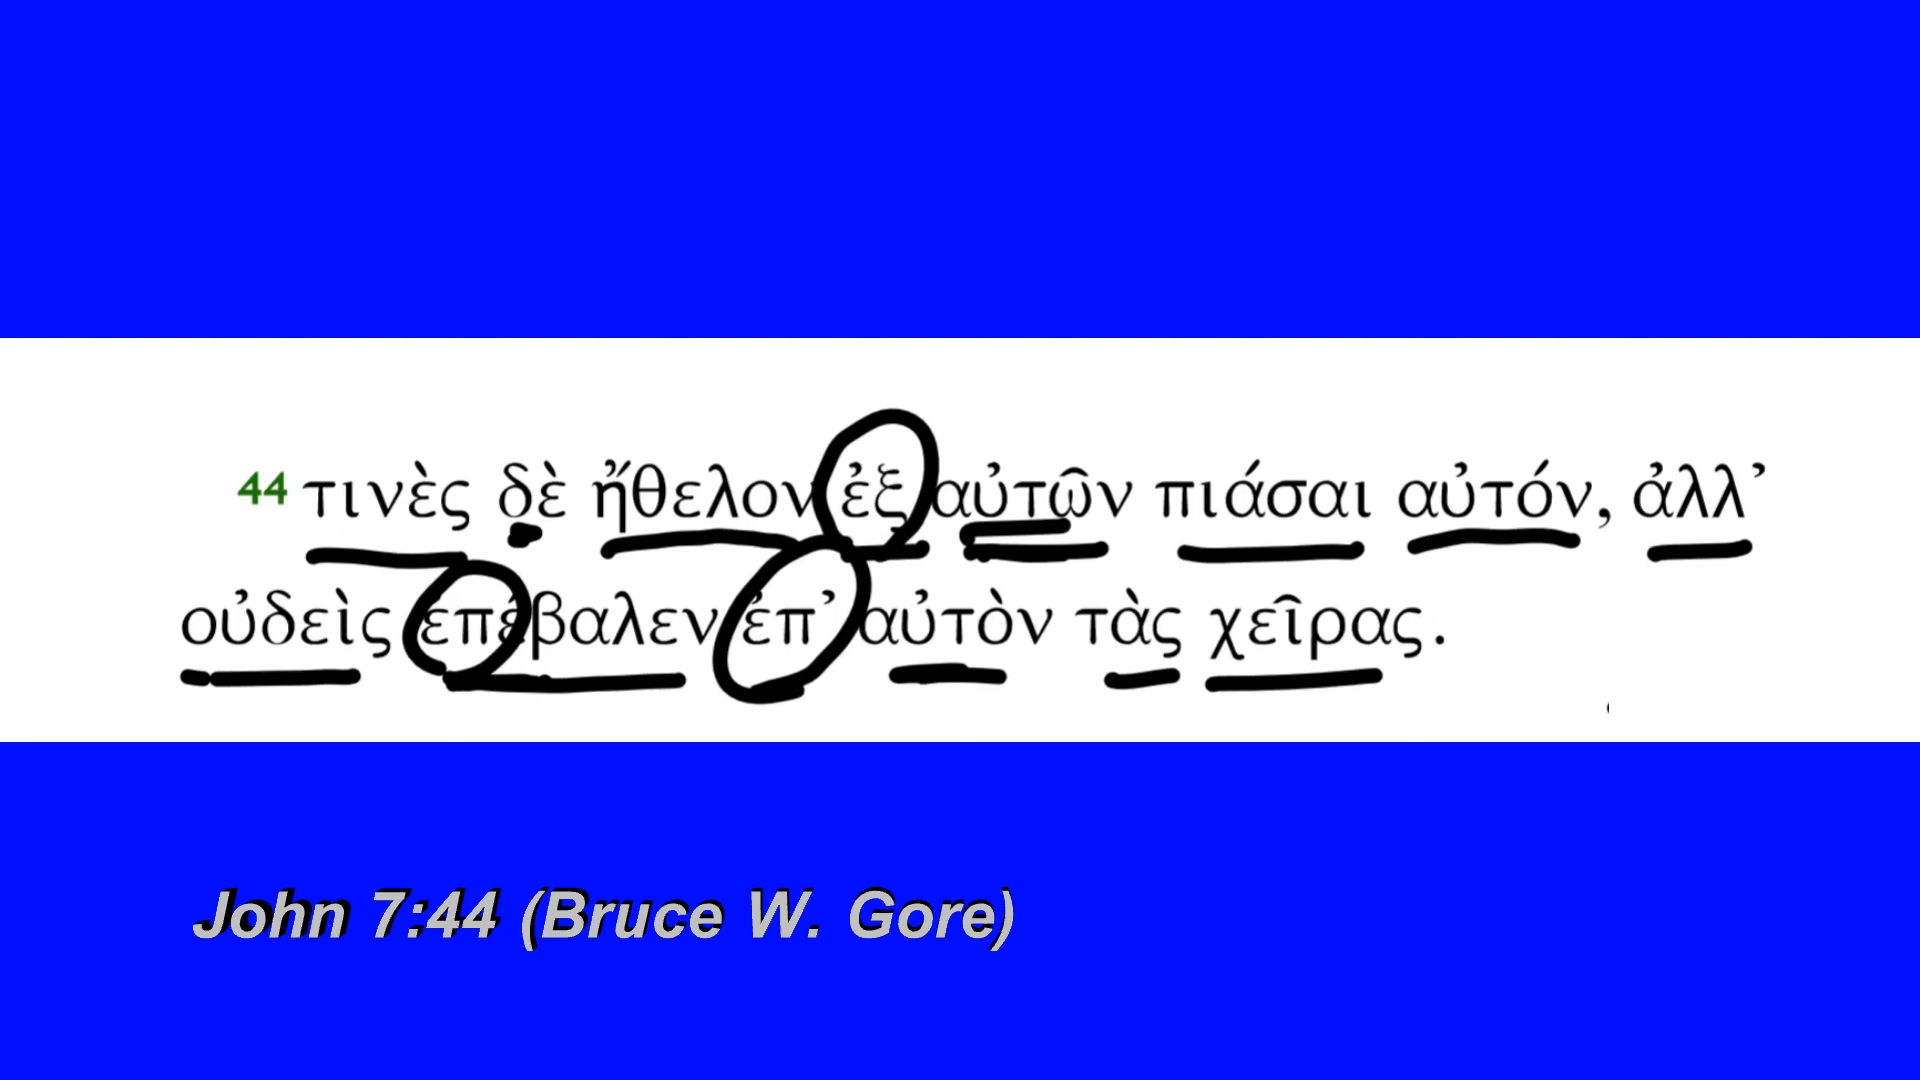 44 τινὲς δὲ ἤθελον ἐξ αὐτῶν πιάσαι αὐτόν, ἀλλ’
οὐδεὶς ἐπέβαλεν ἐπ’ αὐτὸν τὰς χεῖρας.
John 7:44 (Bruce W. Gore)